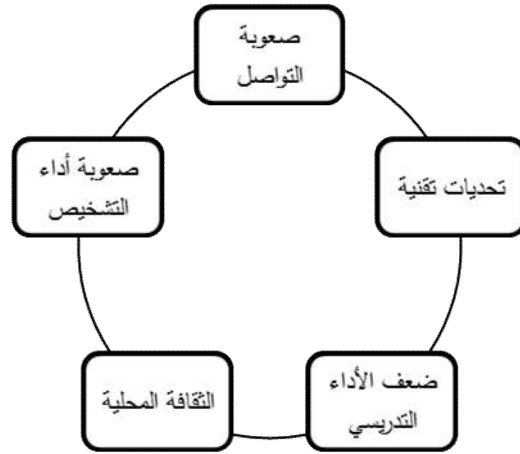 صعوبة
التواصل
تحديات تقنية
صعوبة أداء
التشخيص
ضعف الأداء
التدريسي
الثقافة المحلية